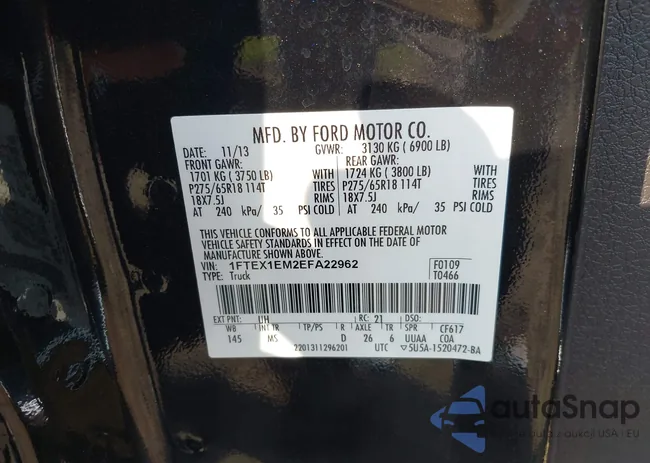 MFD. BY FORD MOTOR CO.
DATE: 11/13 GVWR: 3130 KG ( 6900 LB)
FRONT GAWR: REAR GAWR:
1701 KG ( 3750 LB) WITH 1724 KG ( 3800 LB) WITH
P275/65R18 114T TIRES P275/65R18 114T TIRES
18X7.5J RIMS 18X7.5J RIMS
AT 240 kPa/ 35 PSI COLD AT 240 kPa/ 35 PSI COLD
THIS VEHICLE CONFORMS TO ALL APPLICABLE FEDERAL MOTOR
VEHICLE SAFETY STANDARDS IN EFFECT ON THE DATE OF
MANUFACTURE SHOWN ABOVE.
VIN: 1FTEX1EM2EFA22962 F0109
TYPE: Truck T0466
EXT PNT: UH RC: 21 DSO:
WB INT TR TP/PS R AXLE TR SPR CF617
145 MS D 26 6 UUAA COA
2201311296201 UTC 5U5A-1520472-BA
autoSnap
aukcji USA - EU